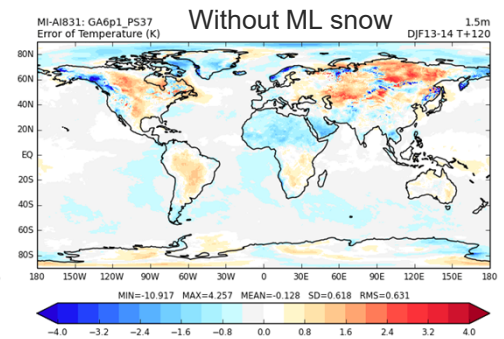 Without ML snow
MI-AI831: GA6p1_PS37 1.5m
Error of Temperature (K) DJF13-14 T+120
80N
60N
40N
20N
EQ
20S
40S
60S
80S
180 150W 120W 90W 60W 30W 0 30E 60E 90E 120E 150E 180
MIN=-10.917 MAX=4.257 MEAN=-0.128 SD=0.618 RMS=0.631
−4.0 −3.2 −2.4 −1.6 −0.8 0.0 0.8 1.6 2.4 3.2 4.0